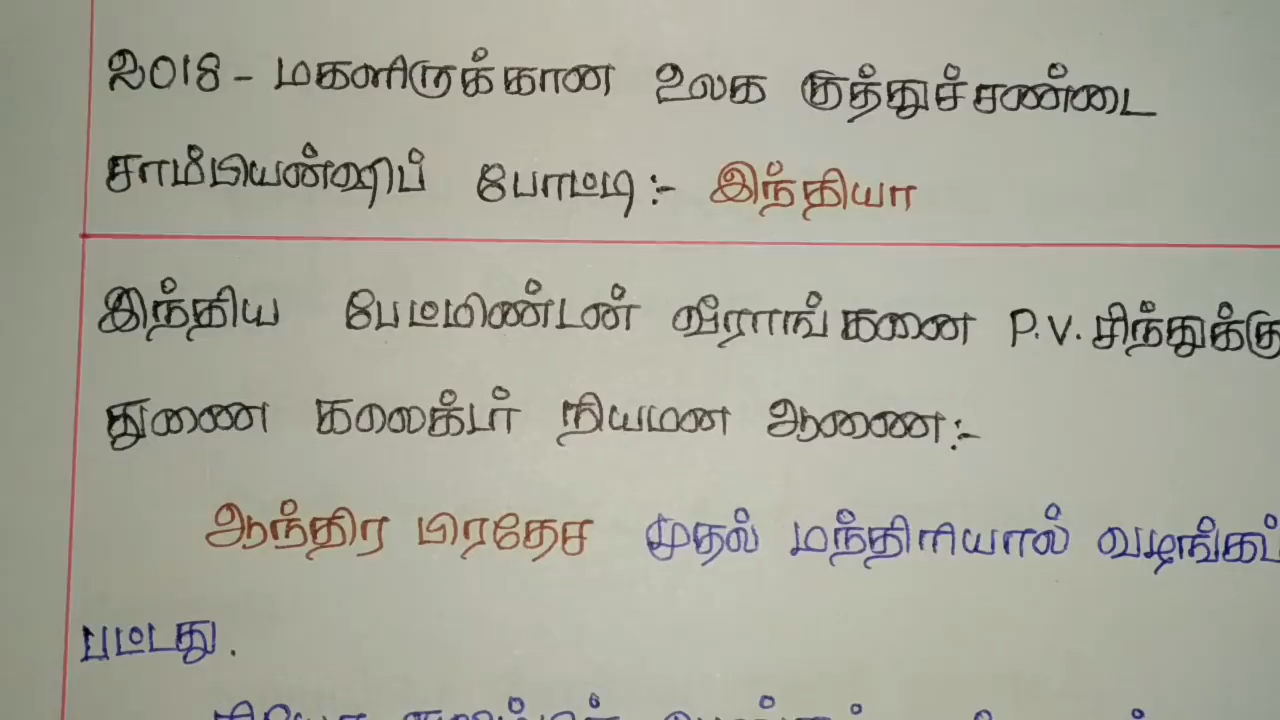 2018 - மகளிருக்கான உலக குத்துச்சண்டை
சாம்பியன்ஷிப் போட்டி :- இந்தியா
இந்திய பேட்மிண்டன் வீராங்கனை P.V. சிந்துக்கு
துணை கலெக்டர் நியமன ஆணை :-
ஆந்திர பிரதேச முதல் மந்திரியால் வழங்கப்
பட்டது.